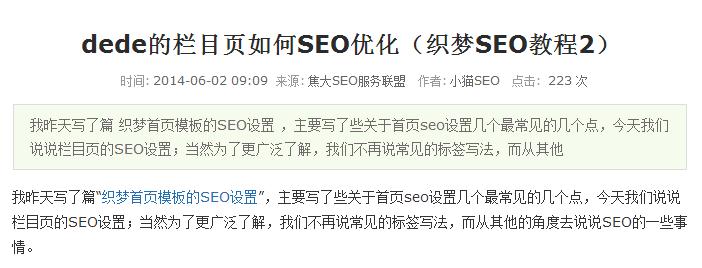 dede的栏目页如何SEO优化（织梦SEO教程2）
时间: 2014-06-02 09:09 来源: 焦大SEO服务联盟 作者: 小猫SEO 点击: 223 次
我昨天写了篇 织梦首页模板的SEO设置 ，主要写了些关于首页seo设置几个最常见的几个点，今天我们
说说栏目页的SEO设置；当然为了更广泛了解，我们不再说常见的标签写法，而从其他
我昨天写了篇“织梦首页模板的SEO设置”，主要写了些关于首页seo设置几个最常见的几个点，今天我们说说
栏目页的SEO设置；当然为了更广泛了解，我们不再说常见的标签写法，而从其他的角度去说说SEO的一些事
情。